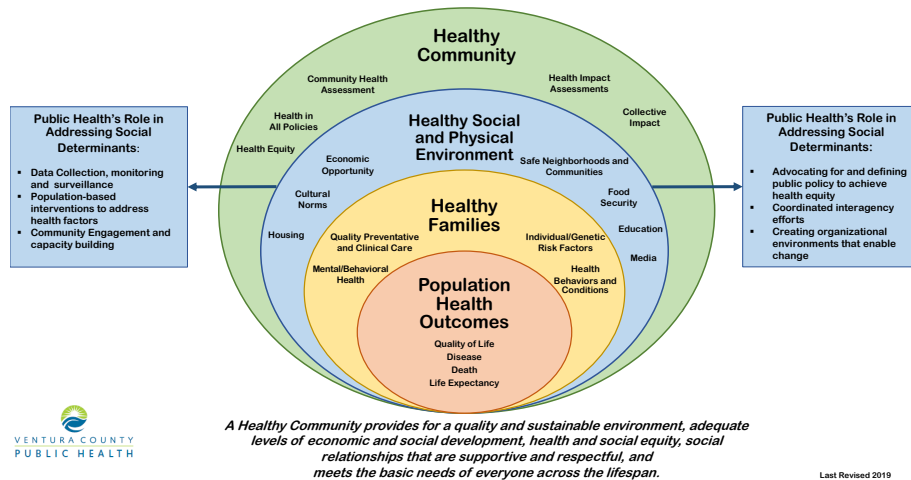 Healthy
Community
Community Health
Assessment
Health Impact
Assessments
Health in
All Policies
Collective
Impact
Health Equity
Public Health's Role in
Addressing Social
Determinants:
▪ Data Collection, monitoring
and surveillance
▪ Population-based
interventions to address
health factors
▪ Community Engagement and
capacity building
Healthy Social
and Physical
Environment
Economic
Opportunity
Safe Neighborhoods and
Communities
Cultural
Norms
Food
Security
Housing
Education
Media
Public Health's Role in
Addressing Social
Determinants:
▪ Advocating for and defining
public policy to achieve
health equity
▪ Coordinated interagency
efforts
▪ Creating organizational
environments that enable
change
Healthy
Families
Quality Preventative
and Clinical Care
Individual/Genetic
Risk Factors
Mental/Behavioral
Health
Health
Behaviors and
Conditions
Population
Health
Outcomes
Quality of Life
Disease
Death
Life Expectancy
VENTURA COUNTY
PUBLIC HEALTH
A Healthy Community provides for a quality and sustainable environment, adequate
levels of economic and social development, health and social equity, social
relationships that are supportive and respectful, and
meets the basic needs of everyone across the lifespan.
Last Revised 2019